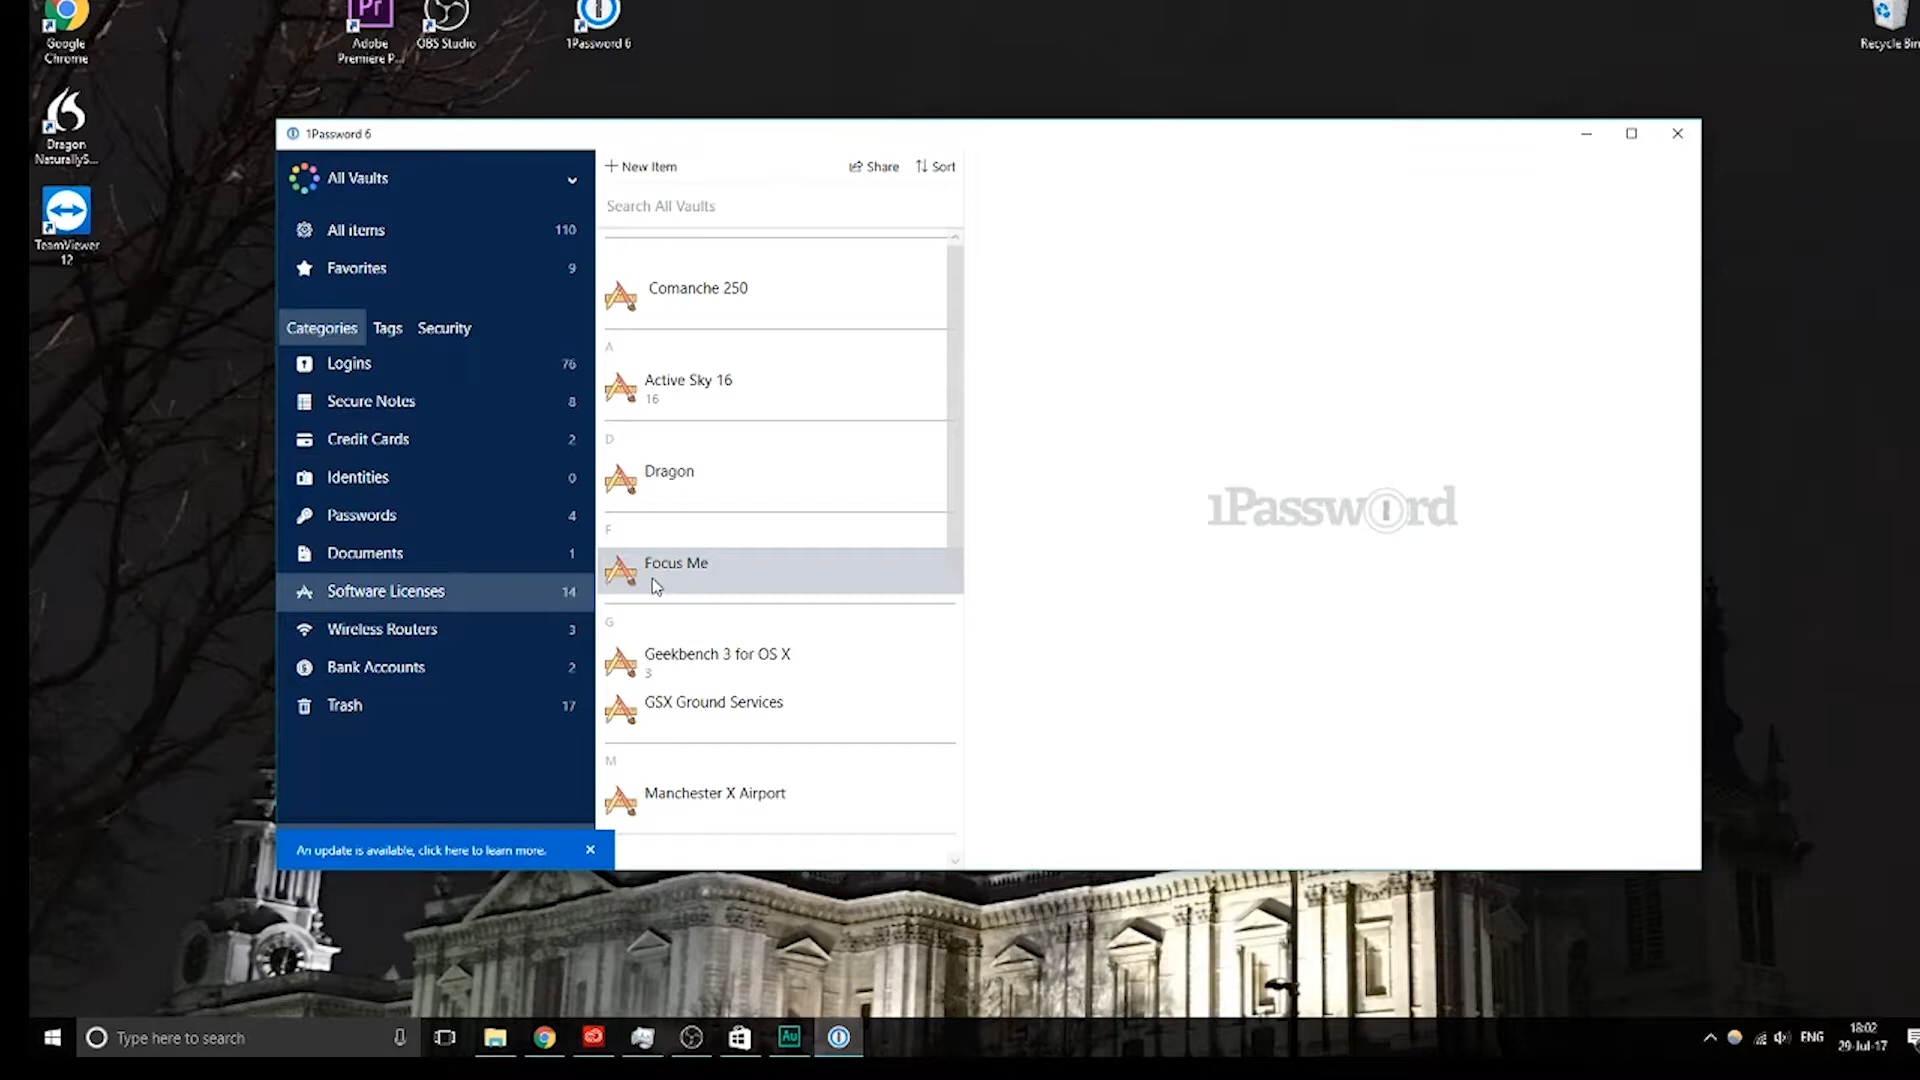 Google
Chrome
Adobe
Premiere P...
OBS Studio
1Password 6
Recycle Bin
Dragon
NaturallyS...
TeamViewer
12
1Password 6
All Vaults
All items 110
Favorites 9
Categories Tags Security
Logins 76
Secure Notes 8
Credit Cards 2
Identities 0
Passwords 4
Documents 1
Software Licenses 14
Wireless Routers 3
Bank Accounts 2
Trash 17
An update is available, click here to learn more.
New Item Share Sort
Search All Vaults
Comanche 250
A
Active Sky 16
16
D
Dragon
F
Focus Me
G
Geekbench 3 for OS X
3
GSX Ground Services
M
Manchester X Airport
1Password
Type here to search
Au
ENG
18:02
29-Jul-17
Pr